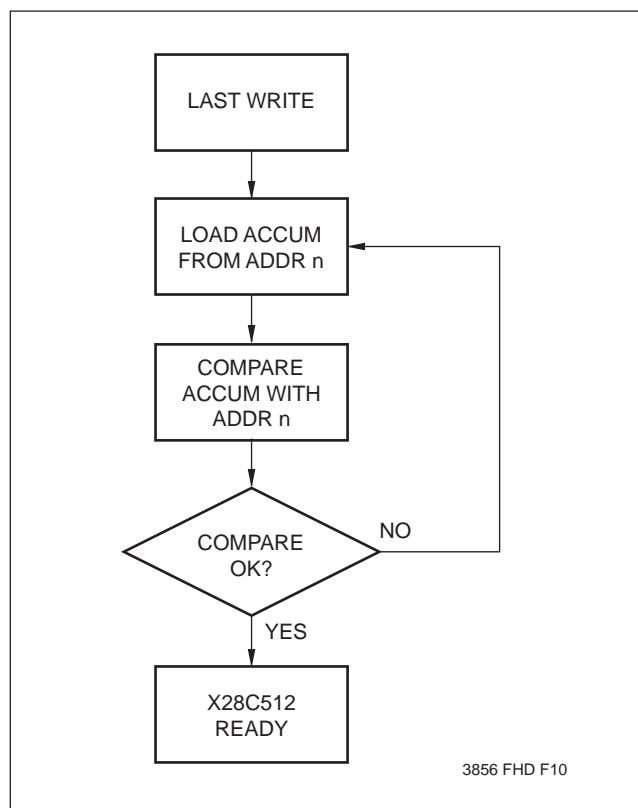 LAST WRITE
LOAD ACCUM
FROM ADDR n
COMPARE
ACCUM WITH
ADDR n
COMPARE
OK?
NO
YES
X28C512
READY
3856 FHD F10